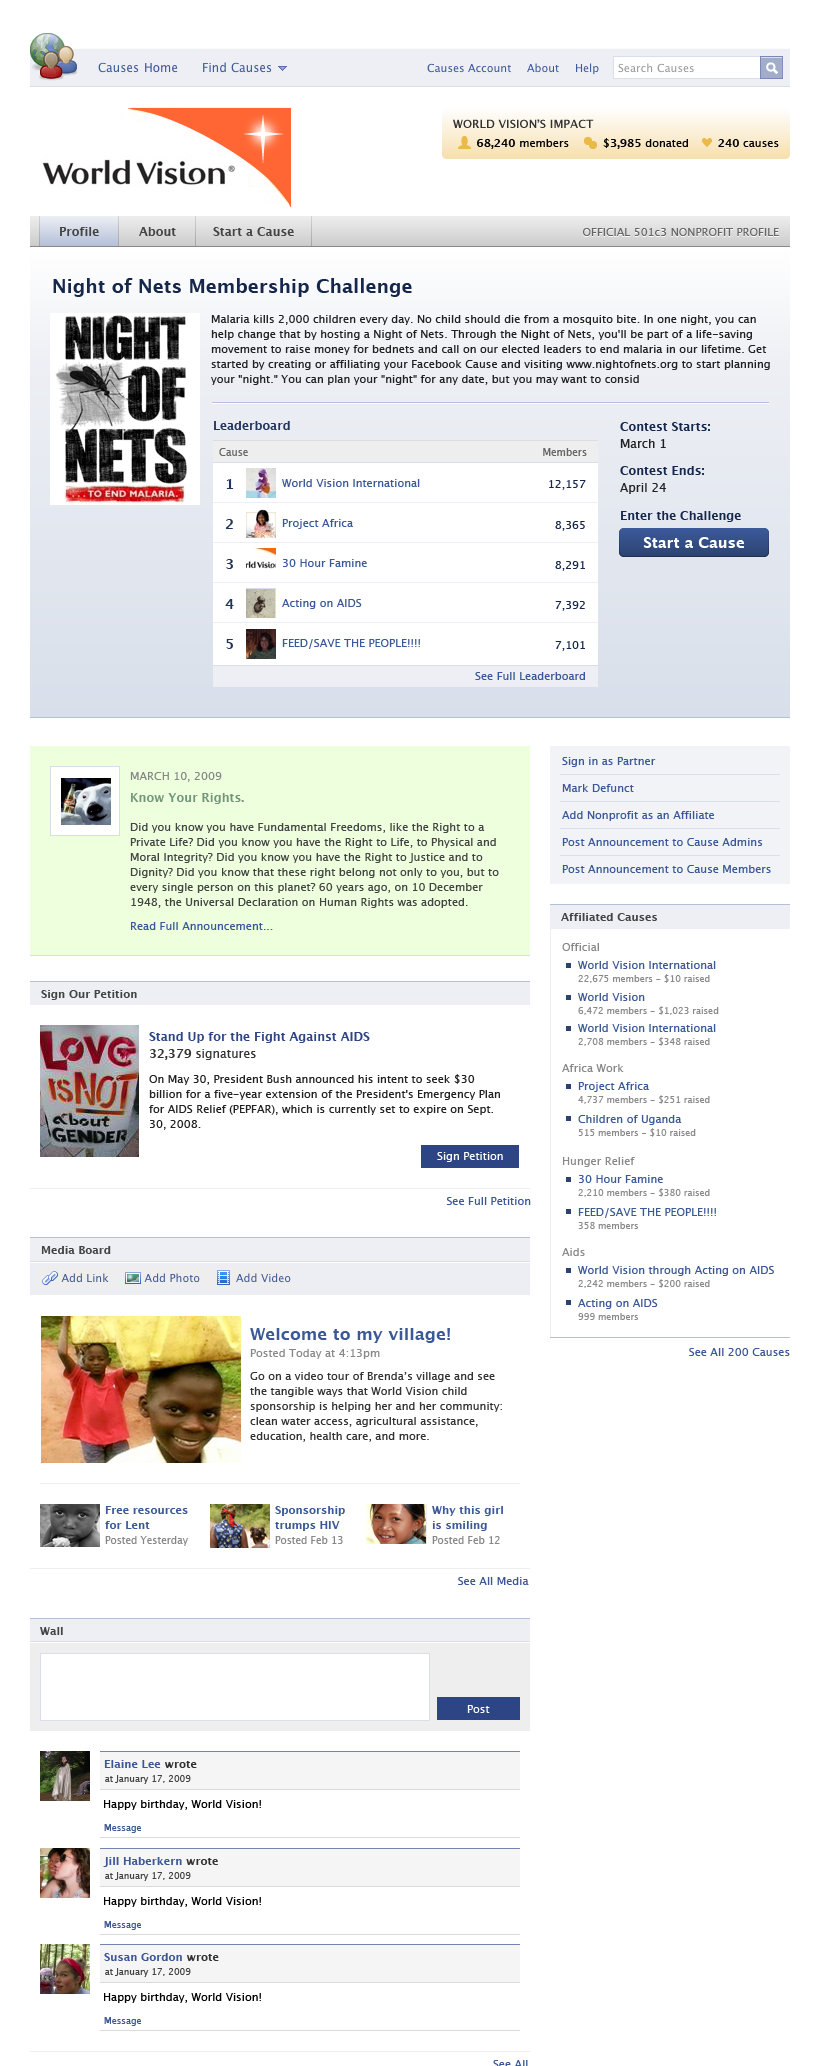 Causes Home Find Causes Causes Account About Help Search Causes
World Vision®
WORLD VISION'S IMPACT
68,240 members $3,985 donated 240 causes
Profile About Start a Cause OFFICIAL 501c3 NONPROFIT PROFILE
Night of Nets Membership Challenge
NIGHT
OF
NETS
... TO END MALARIA.
Malaria kills 2,000 children every day. No child should die from a mosquito bite. In one night, you can
help change that by hosting a Night of Nets. Through the Night of Nets, you'll be part of a life-saving
movement to raise money for bednets and call on our elected leaders to end malaria in our lifetime. Get
started by creating or affiliating your Facebook Cause and visiting www.nightofnets.org to start planning
your "night." You can plan your "night" for any date, but you may want to consid
Leaderboard
Cause Members
1 World Vision International 12,157
2 Project Africa 8,365
3 rld Visio 30 Hour Famine 8,291
4 Acting on AIDS 7,392
5 FEED/SAVE THE PEOPLE!!!! 7,101
See Full Leaderboard
Contest Starts:
March 1
Contest Ends:
April 24
Enter the Challenge
Start a Cause
MARCH 10, 2009
Know Your Rights.
Did you know you have Fundamental Freedoms, like the Right to a
Private Life? Did you know you have the Right to Life, to Physical and
Moral Integrity? Did you know you have the Right to Justice and to
Dignity? Did you know that these right belong not only to you, but to
every single person on this planet? 60 years ago, on 10 December
1948, the Universal Declaration on Human Rights was adopted.
Read Full Announcement...
Sign in as Partner
Mark Defunct
Add Nonprofit as an Affiliate
Post Announcement to Cause Admins
Post Announcement to Cause Members
Affiliated Causes
Official
World Vision International
22,675 members - $10 raised
World Vision
6,472 members - $1,023 raised
World Vision International
2,708 members - $348 raised
Africa Work
Project Africa
4,737 members - $251 raised
Children of Uganda
515 members - $10 raised
Hunger Relief
30 Hour Famine
2,210 members - $380 raised
FEED/SAVE THE PEOPLE!!!!
358 members
Aids
World Vision through Acting on AIDS
2,242 members - $200 raised
Acting on AIDS
999 members
See All 200 Causes
Sign Our Petition
LOVE
is NOT
about
GENDER
Stand Up for the Fight Against AIDS
32,379 signatures
On May 30, President Bush announced his intent to seek $30
billion for a five-year extension of the President's Emergency Plan
for AIDS Relief (PEPFAR), which is currently set to expire on Sept.
30, 2008.
Sign Petition
See Full Petition
Media Board
Add Link Add Photo Add Video
Welcome to my village!
Posted Today at 4:13pm
Go on a video tour of Brenda's village and see
the tangible ways that World Vision child
sponsorship is helping her and her community:
clean water access, agricultural assistance,
education, health care, and more.
Free resources
for Lent
Posted Yesterday
Sponsorship
trumps HIV
Posted Feb 13
Why this girl
is smiling
Posted Feb 12
See All Media
Wall
Post
Elaine Lee wrote
at January 17, 2009
Happy birthday, World Vision!
Message
Jill Haberkern wrote
at January 17, 2009
Happy birthday, World Vision!
Message
Susan Gordon wrote
at January 17, 2009
Happy birthday, World Vision!
Message
See All